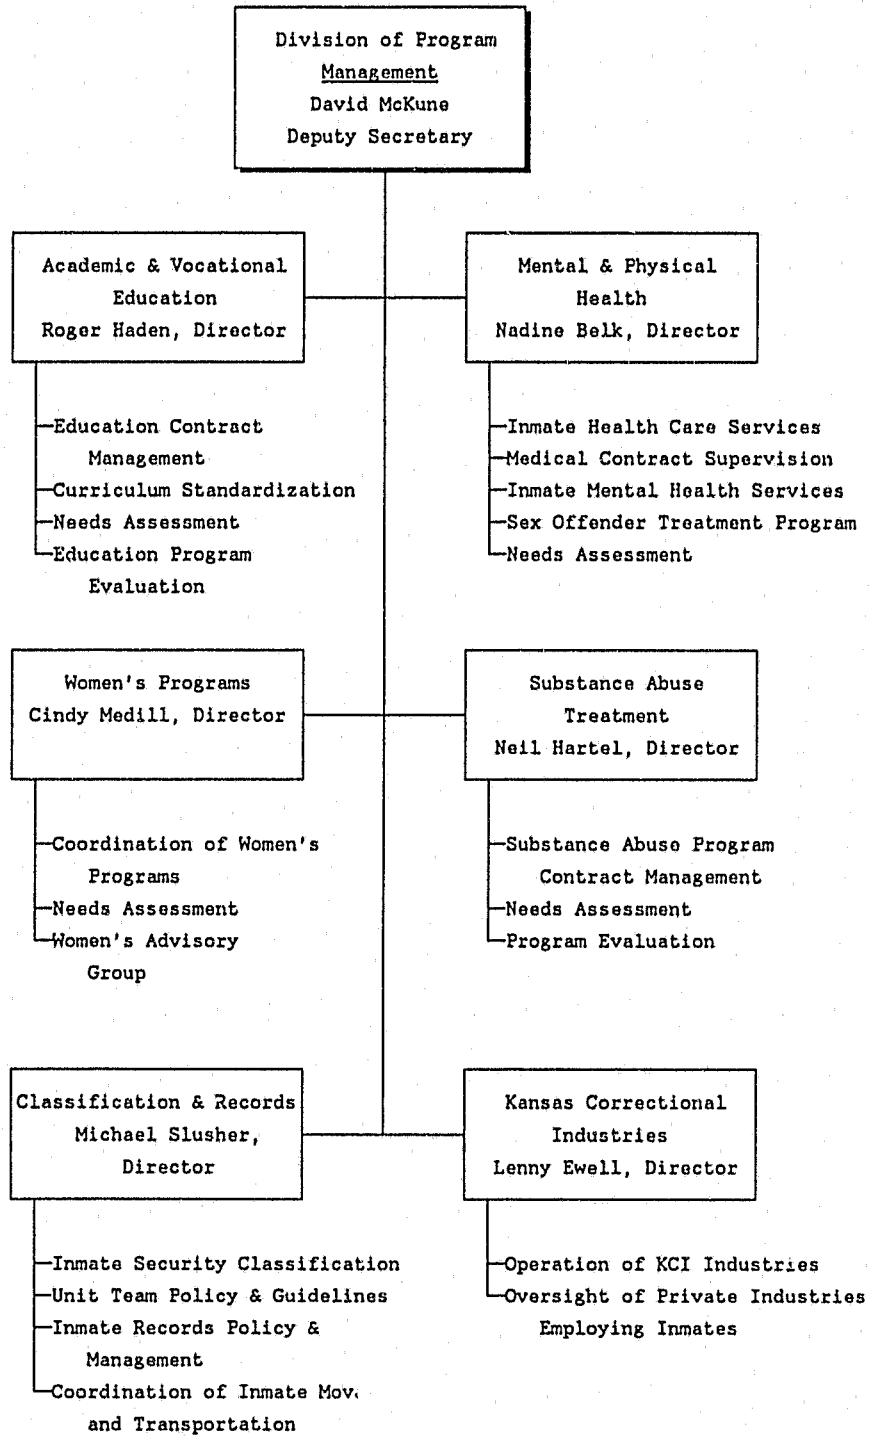 Division of Program
Management
David McKune
Deputy Secretary
Academic & Vocational
Education
Roger Haden, Director
Education Contract
Management
Curriculum Standardization
Needs Assessment
Education Program
Evaluation
Mental & Physical
Health
Nadine Belk, Director
Inmate Health Care Services
Medical Contract Supervision
Inmate Mental Health Services
Sex Offender Treatment Program
Needs Assessment
Women's Programs
Cindy Medill, Director
Coordination of Women's
Programs
Needs Assessment
Women's Advisory
Group
Substance Abuse
Treatment
Neil Hartel, Director
Substance Abuse Program
Contract Management
Needs Assessment
Program Evaluation
Classification & Records
Michael Slusher,
Director
Inmate Security Classification
Unit Team Policy & Guidelines
Inmate Records Policy &
Management
Coordination of Inmate
and Transportation
Kansas Correctional
Industries
Lenny Ewell, Director
Operation of KCI Industries
Oversight of Private Industries
Employing Inmates